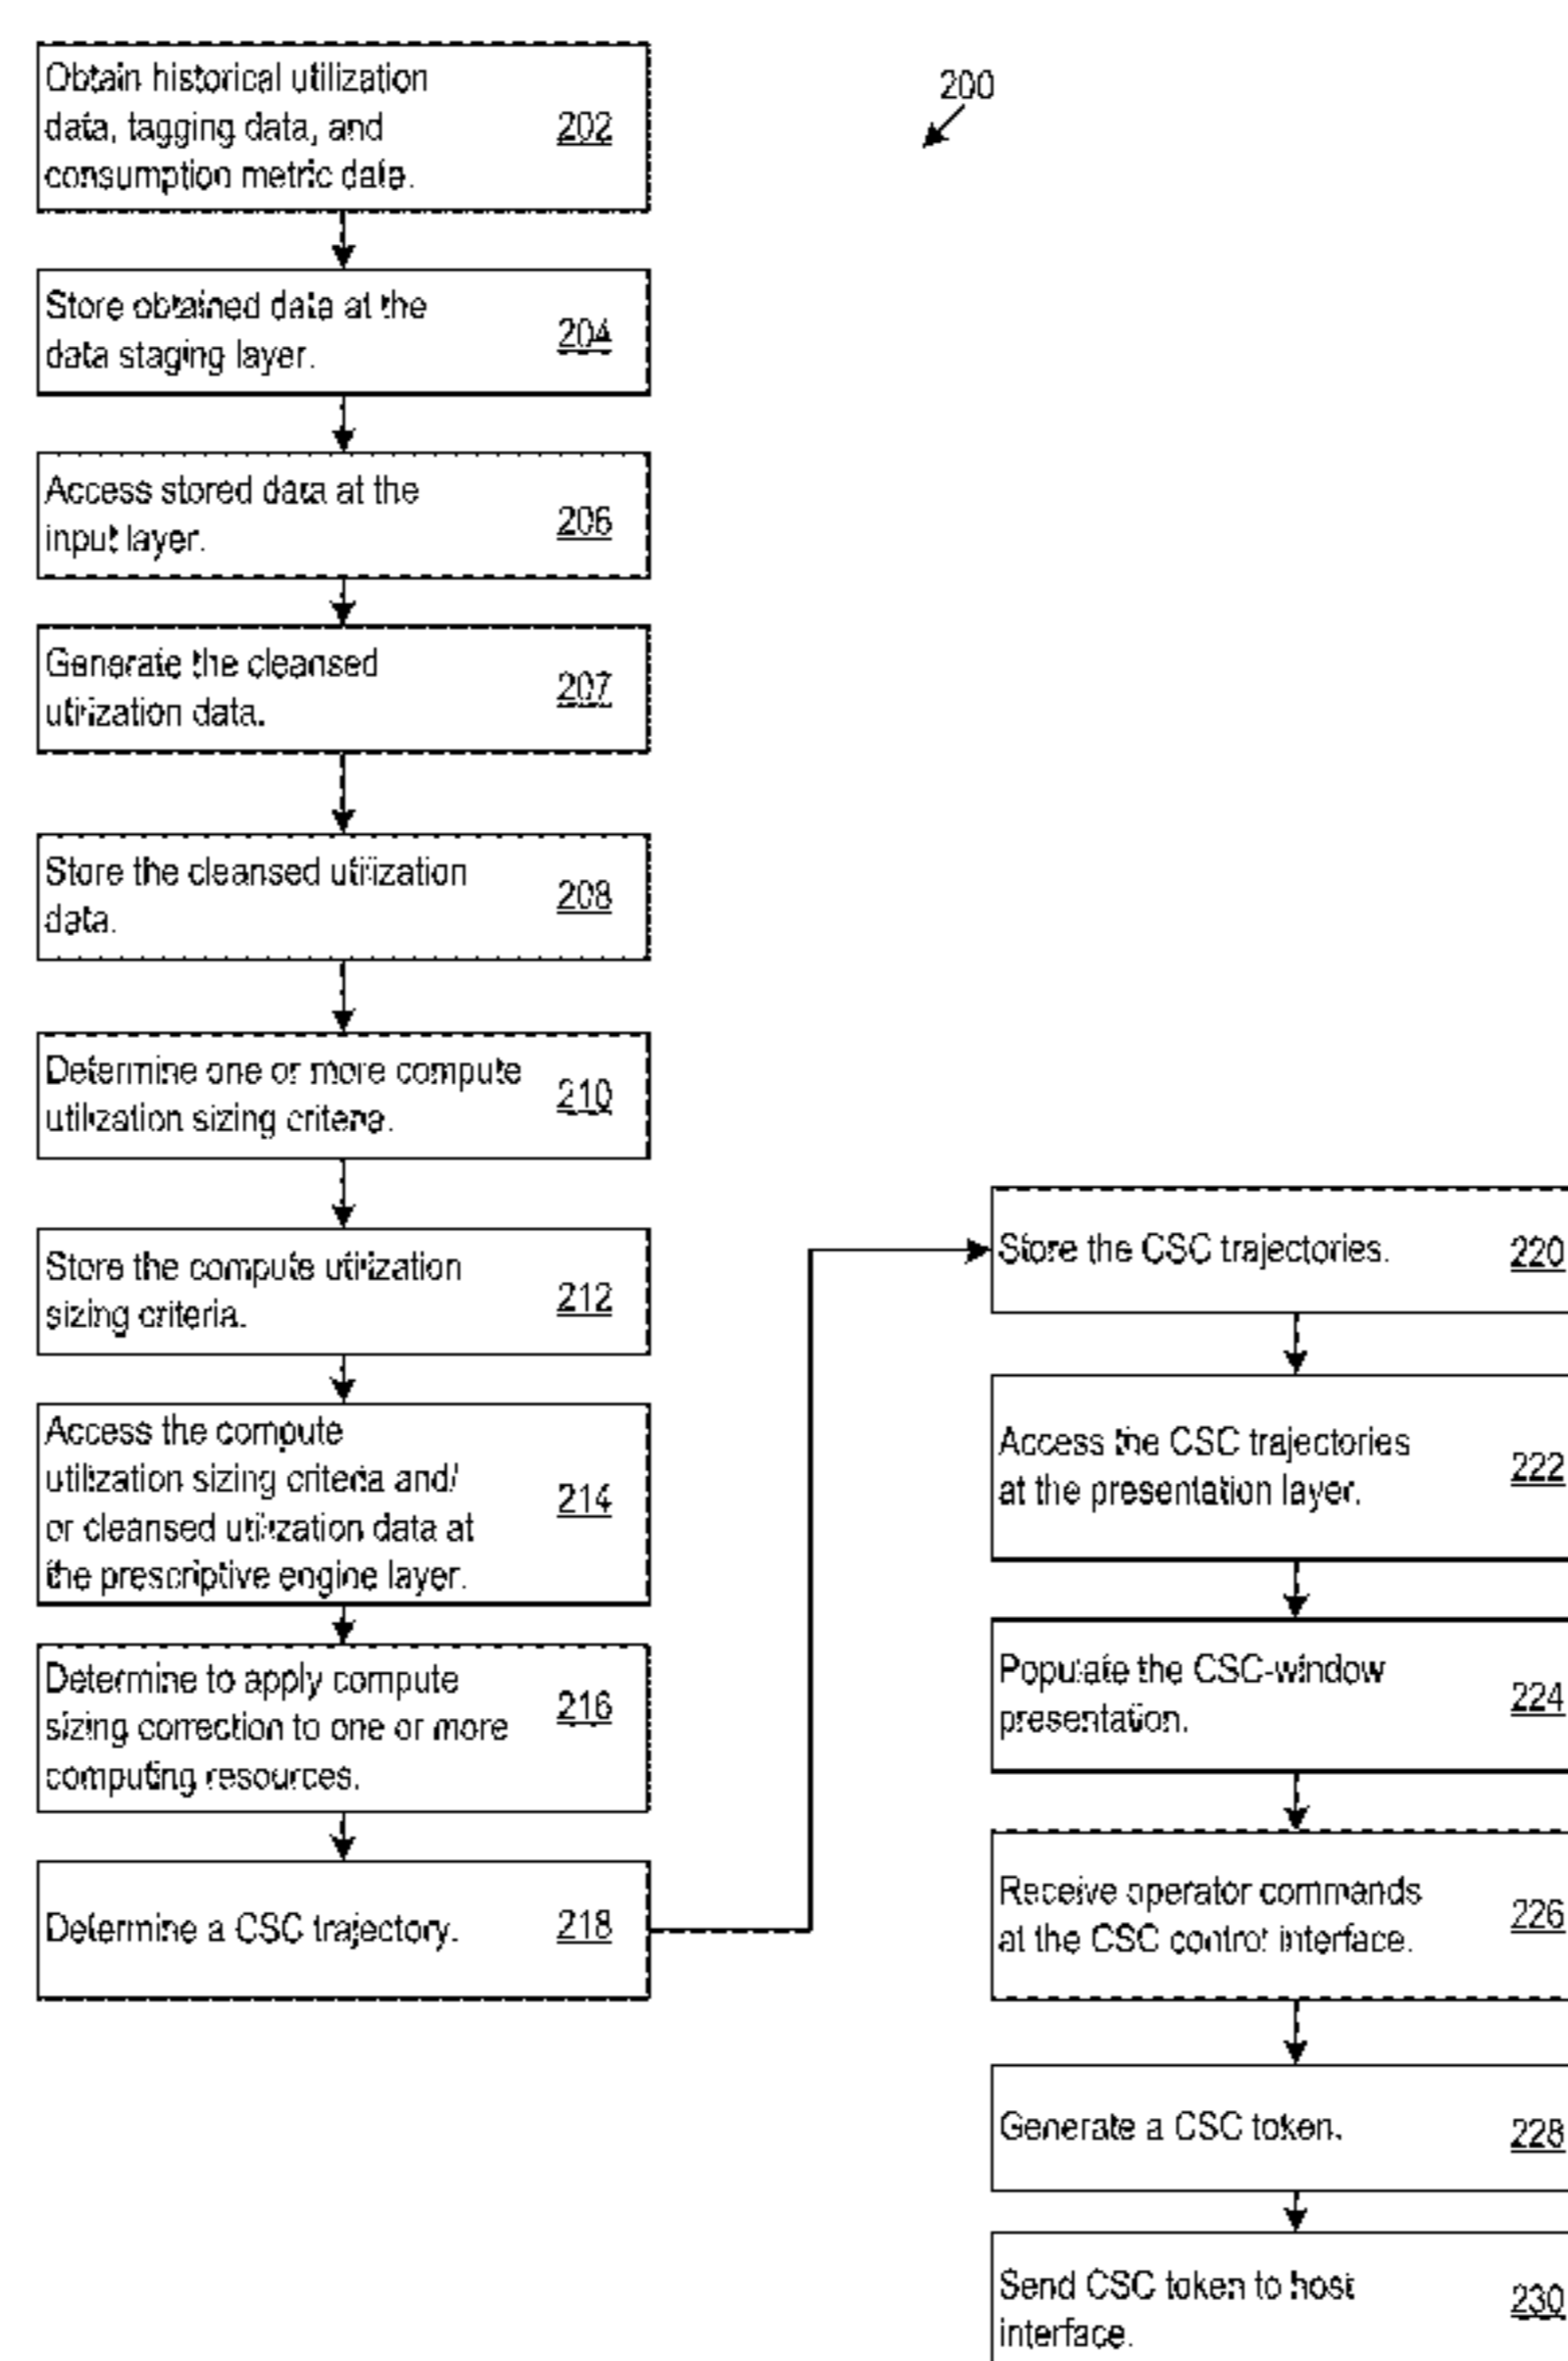 200
Obtain historical utilization
data, tagging data, and
consumption metric data.
202
Store obtained data at the
data staging layer.
204
Access stored data at the
input layer.
206
Generate the cleansed
utilization data.
207
Store the cleansed utilization
data.
208
Determine one or more compute
utilization sizing criteria.
210
Store the compute utilization
sizing criteria.
212
Access the compute
utilization sizing criteria and/
or cleansed utilization data at
the prescriptive engine layer.
214
Determine to apply compute
sizing correction to one or more
computing resources.
216
Determine a CSC trajectory.
218
Store the CSC trajectories.
220
Access the CSC trajectories
at the presentation layer.
222
Populate the CSC-window
presentation.
224
Receive operator commands
at the CSC control interface.
226
Generate a CSC token.
228
Send CSC token to host
interface.
230